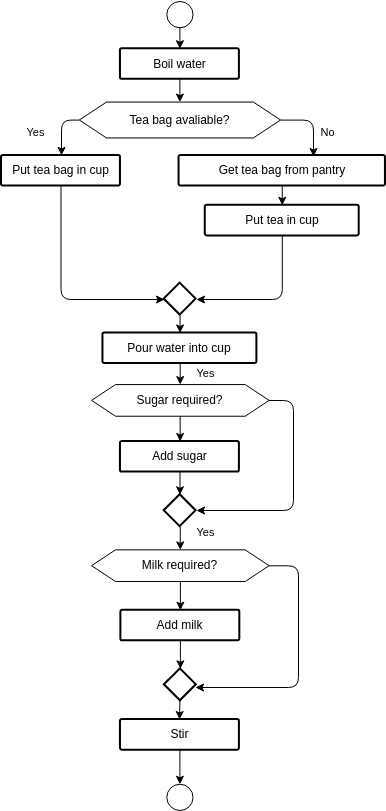 Boil water
Tea bag avaliable?
Yes
No
Put tea bag in cup
Get tea bag from pantry
Put tea in cup
Pour water into cup
Yes
Sugar required?
Add sugar
Yes
Milk required?
Add milk
Stir